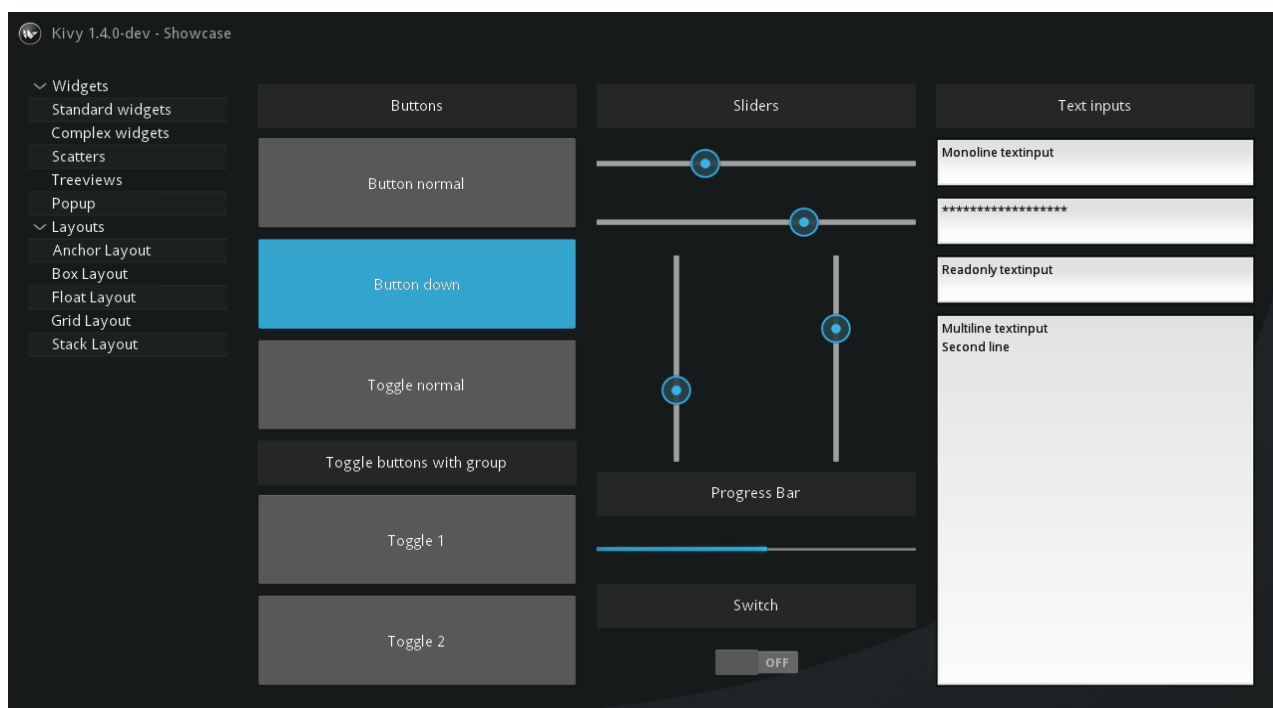 Kivy 1.4.0-dev - Showcase
Widgets
Standard widgets
Complex widgets
Scatters
Treeviews
Popup
Layouts
Anchor Layout
Box Layout
Float Layout
Grid Layout
Stack Layout
Buttons
Button normal
Button down
Toggle normal
Toggle buttons with group
Toggle 1
Toggle 2
Sliders
Progress Bar
Switch
OFF
Text inputs
Monoline textinput
******************
Readonly textinput
Multiline textinput
Second line